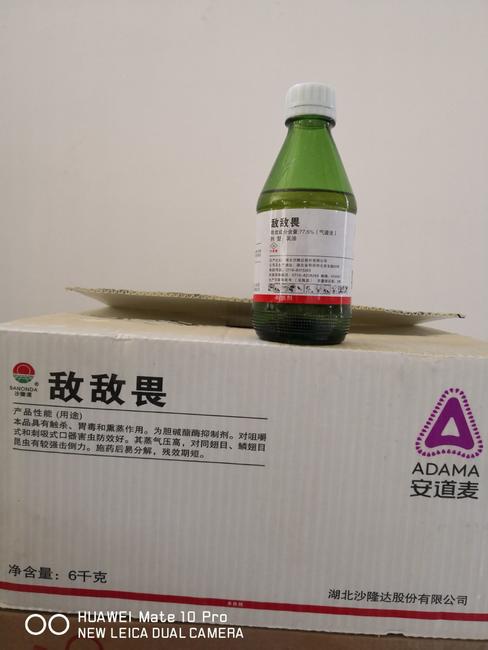 敌敌畏
有效成分含量:77.5%(气谱法)
剂型:乳油
敌敌畏
SANONDA®
沙隆达
产品性能(用途)
本品具有触杀、胃毒和熏蒸作用。为胆碱酯酶抑制剂。对咀嚼
式和刺吸式口器害虫防效好。其蒸气压高,对同翅目、鳞翅目
昆虫有较强击倒力。施药后易分解,残效期短。
ADAMA
安道麦
净含量:6千克
湖北沙隆达股份有限公司
杀虫剂
HUAWEI Mate 10 Pro
NEW LEICA DUAL CAMERA